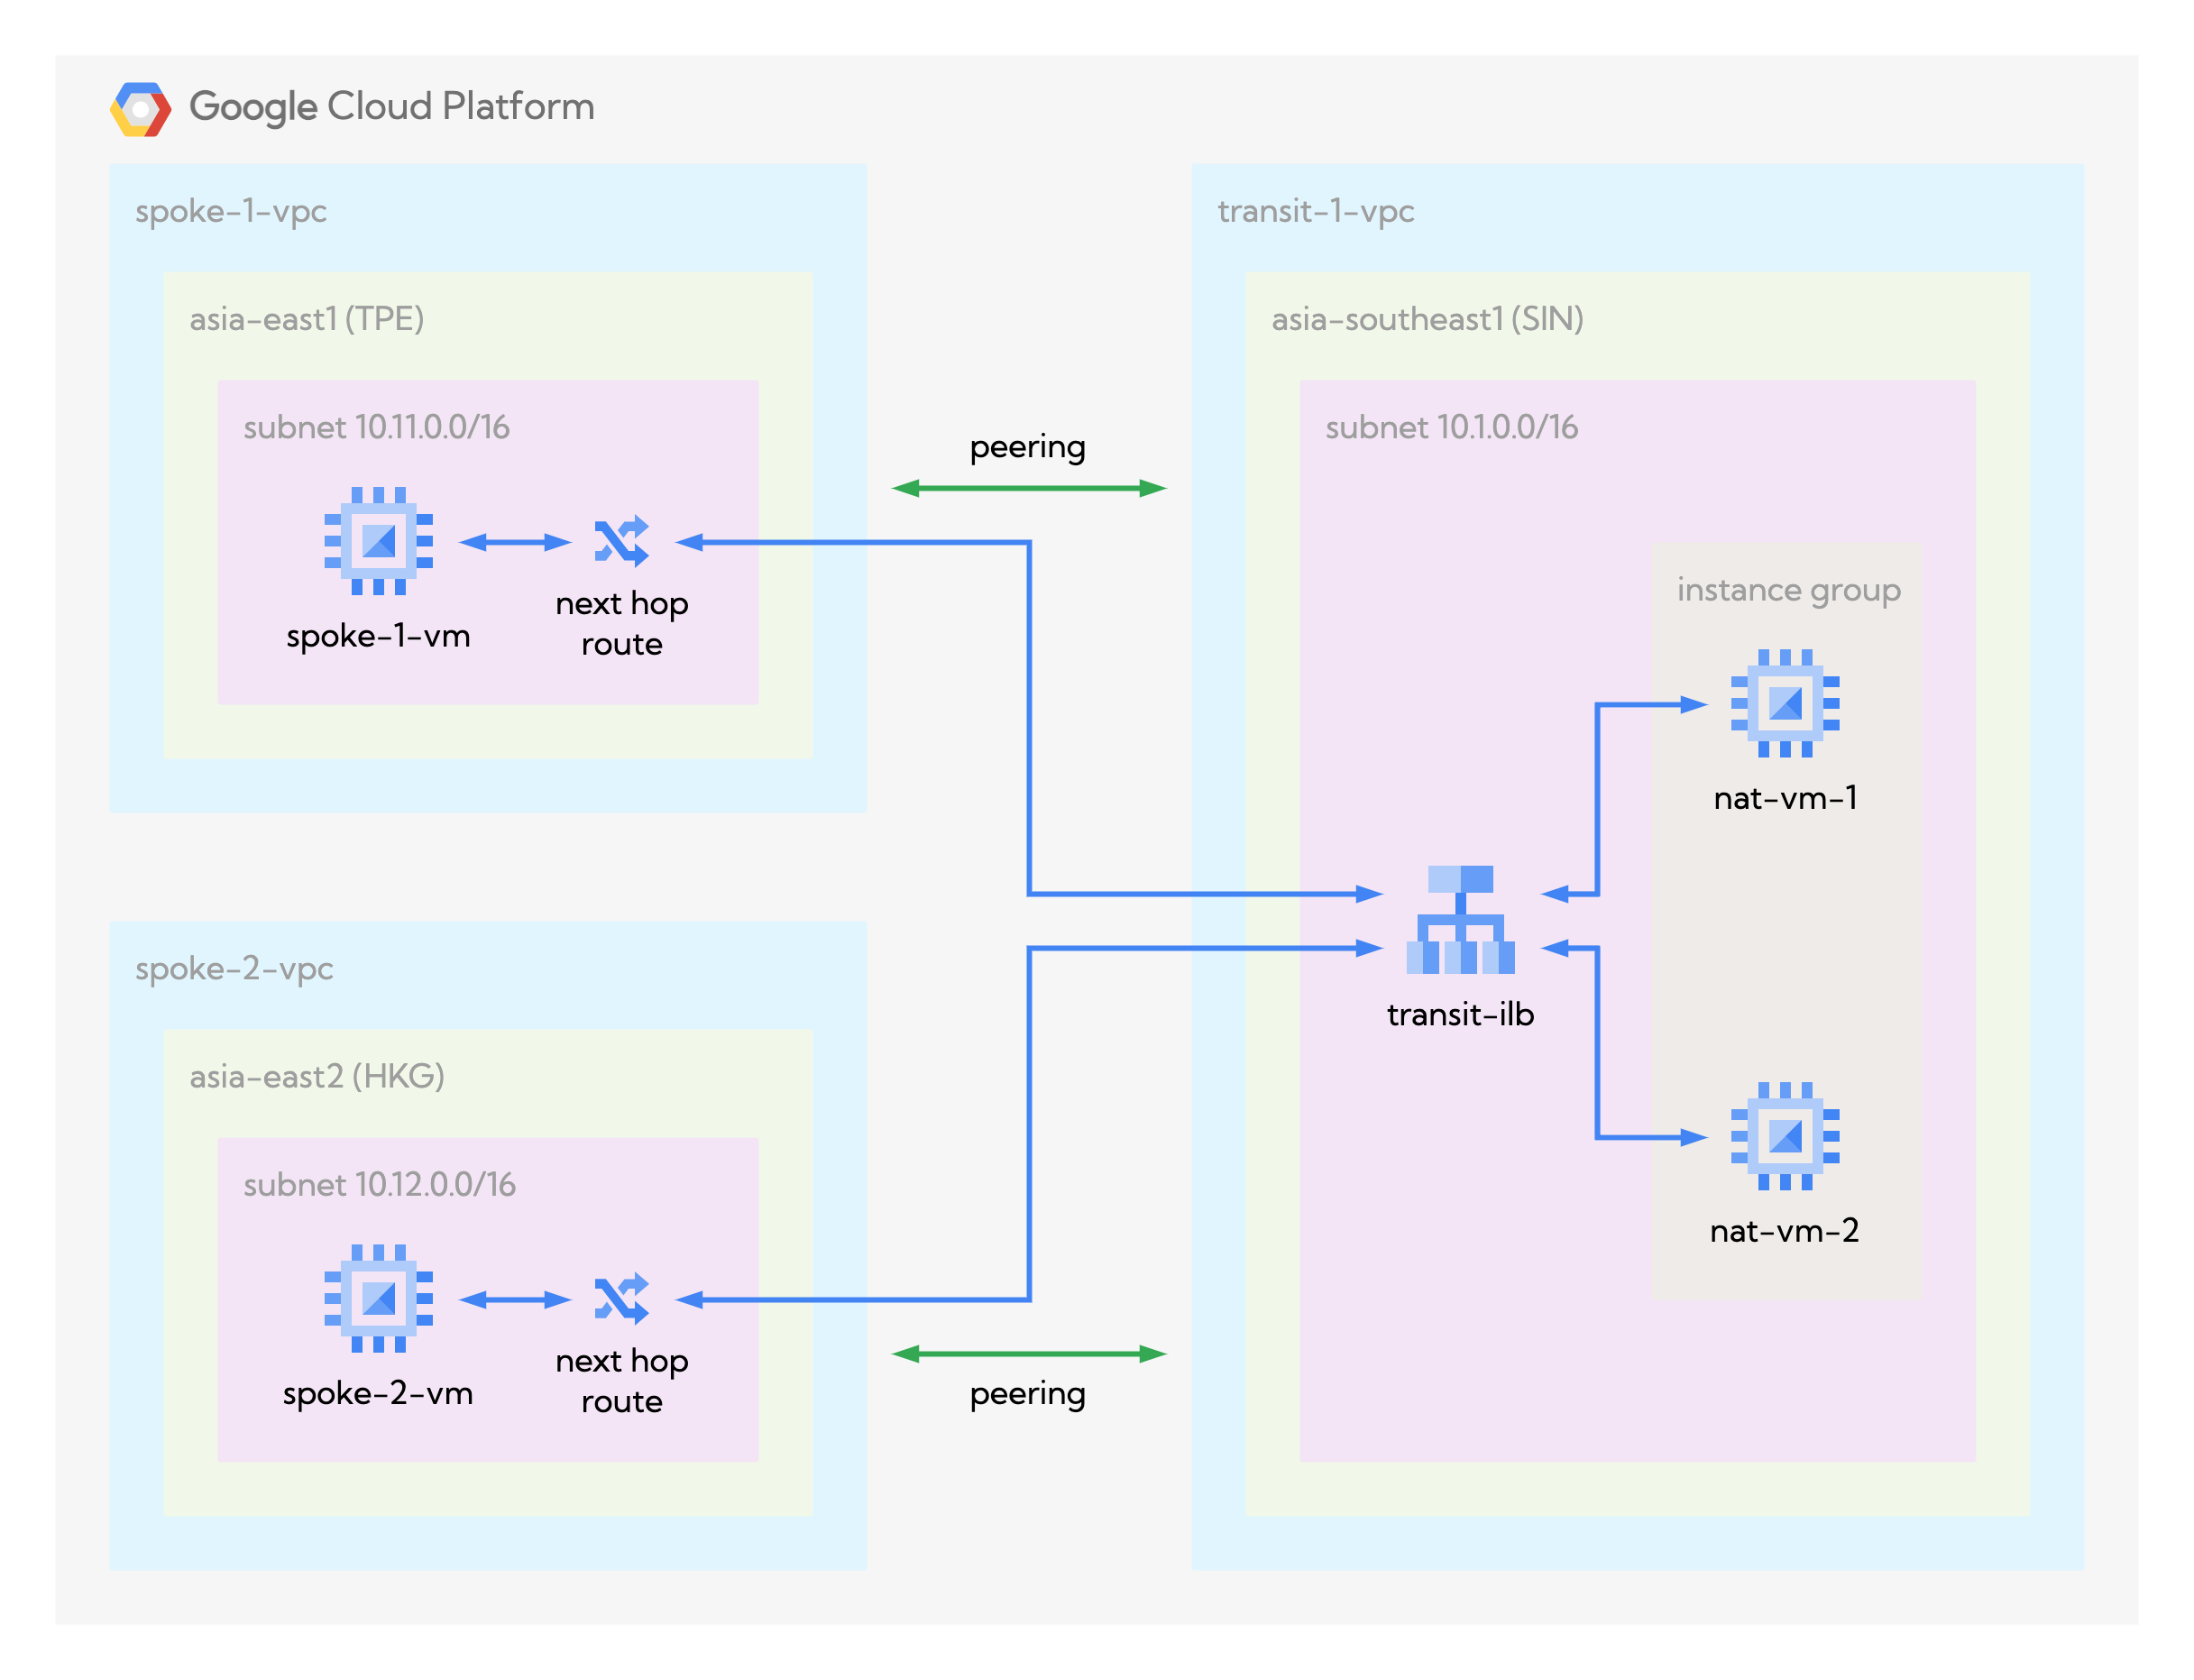 Google Cloud Platform
spoke-1-vpc
asia-east1 (TPE)
subnet 10.11.0.0/16
spoke-1-vm
next hop
route
peering
transit-1-vpc
asia-southeast1 (SIN)
subnet 10.1.0.0/16
instance group
nat-vm-1
transit-ilb
nat-vm-2
spoke-2-vpc
asia-east2 (HKG)
subnet 10.12.0.0/16
spoke-2-vm
next hop
route
peering